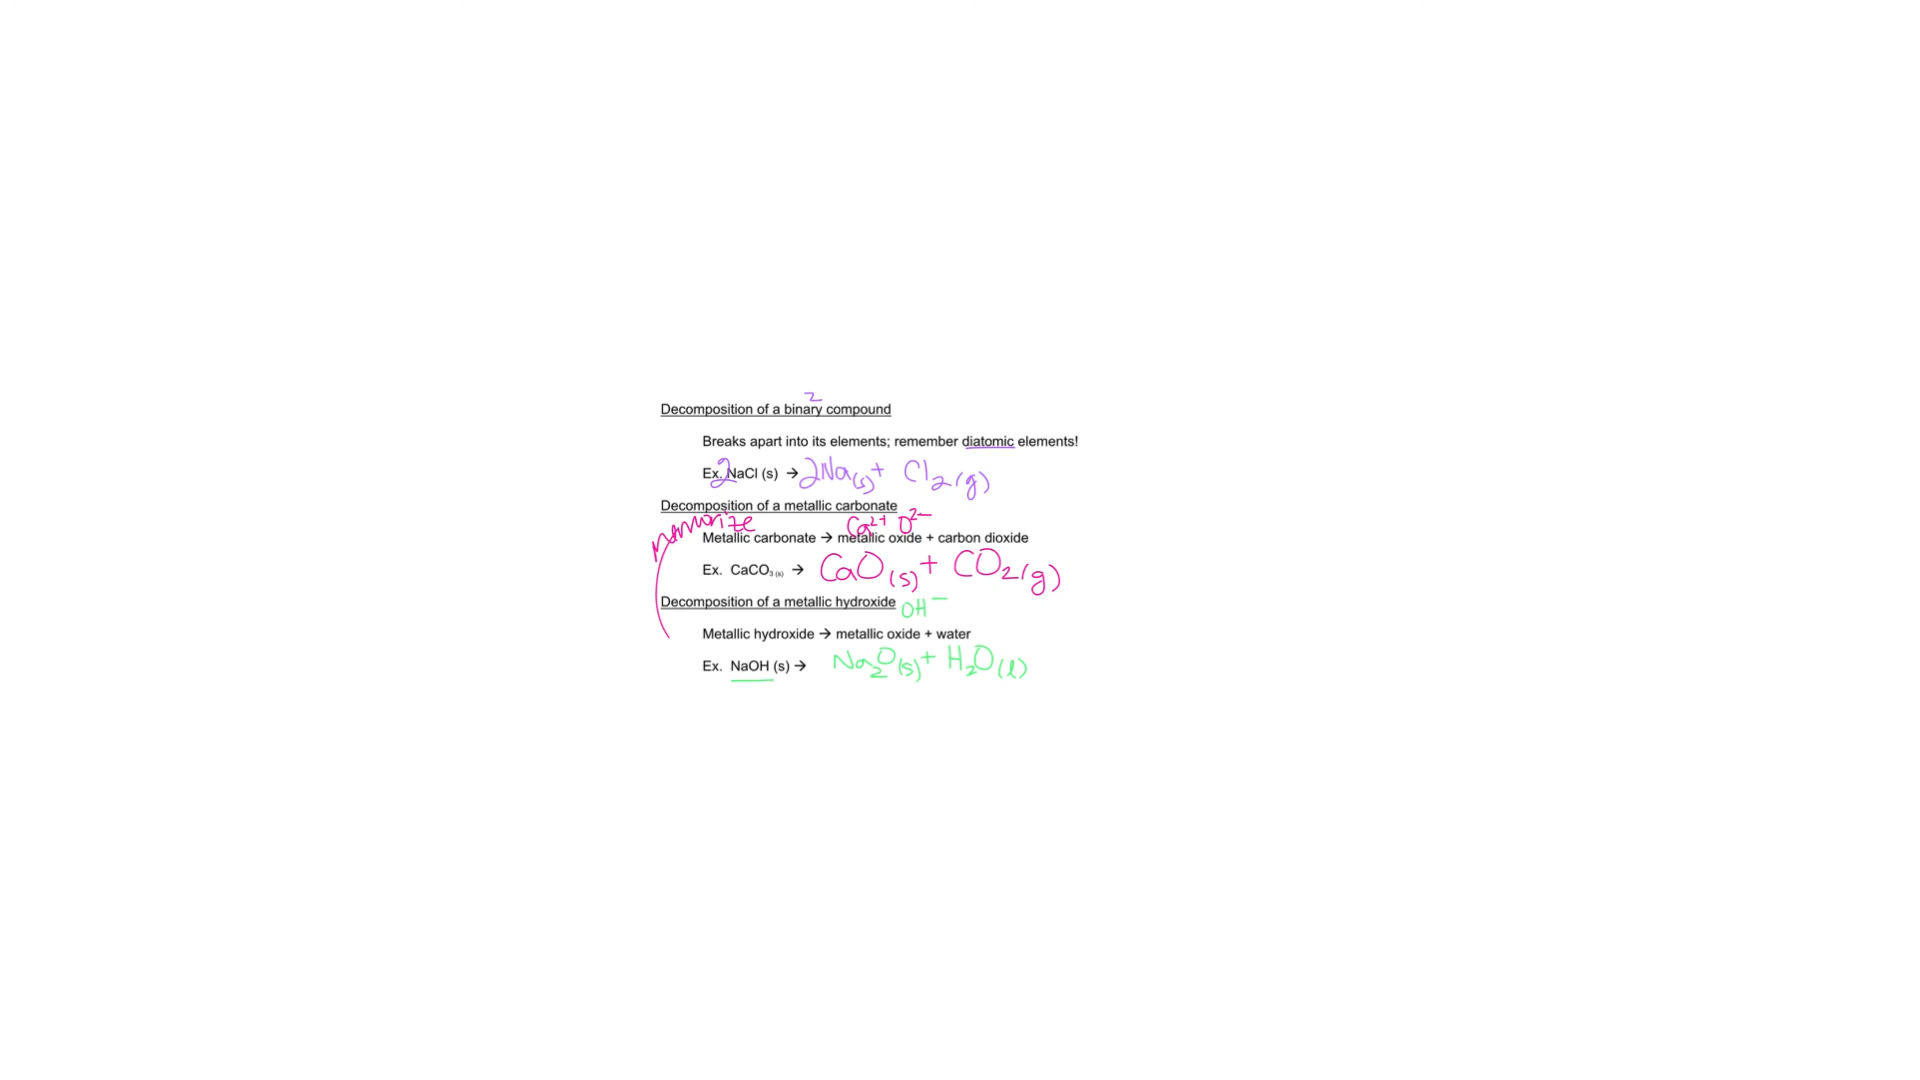 2
Decomposition of a binary compound
Breaks apart into its elements; remember diatomic elements!
Ex. 2NaCl (s) → 2Na(s) + Cl2(g)
Decomposition of a metallic carbonate
memorize Ca2+ O2−
Metallic carbonate → metallic oxide + carbon dioxide
Ex. CaCO3 (s) → CaO(s) + CO2(g)
Decomposition of a metallic hydroxide OH−
Metallic hydroxide → metallic oxide + water
Ex. NaOH (s) → Na2O(s) + H2O(l)